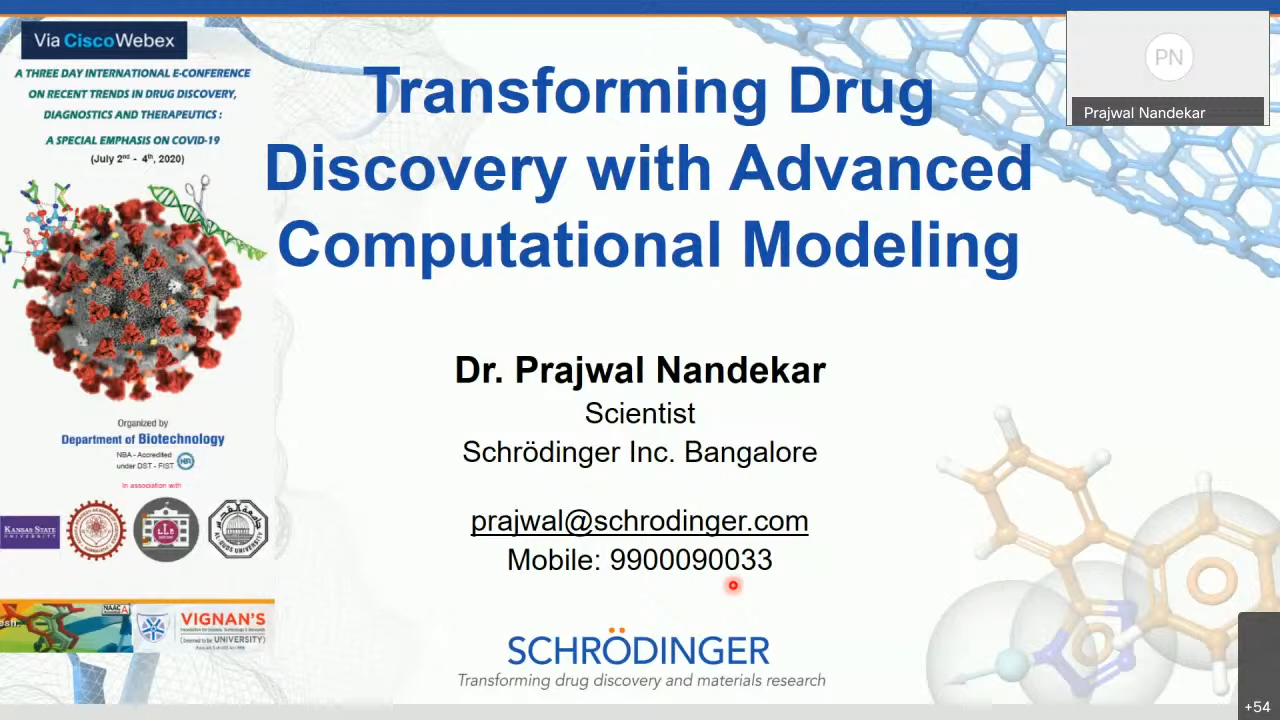 Via CiscoWebex
A THREE DAY INTERNATIONAL E-CONFERENCE
ON RECENT TRENDS IN DRUG DISCOVERY,
DIAGNOSTICS AND THERAPEUTICS :
A SPECIAL EMPHASIS ON COVID-19
(July 2nd - 4th, 2020)
Organized by
Department of Biotechnology
NBA - Accredited
under DST - FIST
In association with
KANSAS STATE
UNIVERSITY
NAAC
VIGNAN'S
UNIVERSITY
Transforming Drug
Discovery with Advanced
Computational Modeling
Dr. Prajwal Nandekar
Scientist
Schrödinger Inc. Bangalore
prajwal@schrodinger.com
Mobile: 9900090033
SCHRÖDINGER
Transforming drug discovery and materials research
PN
Prajwal Nandekar
+54